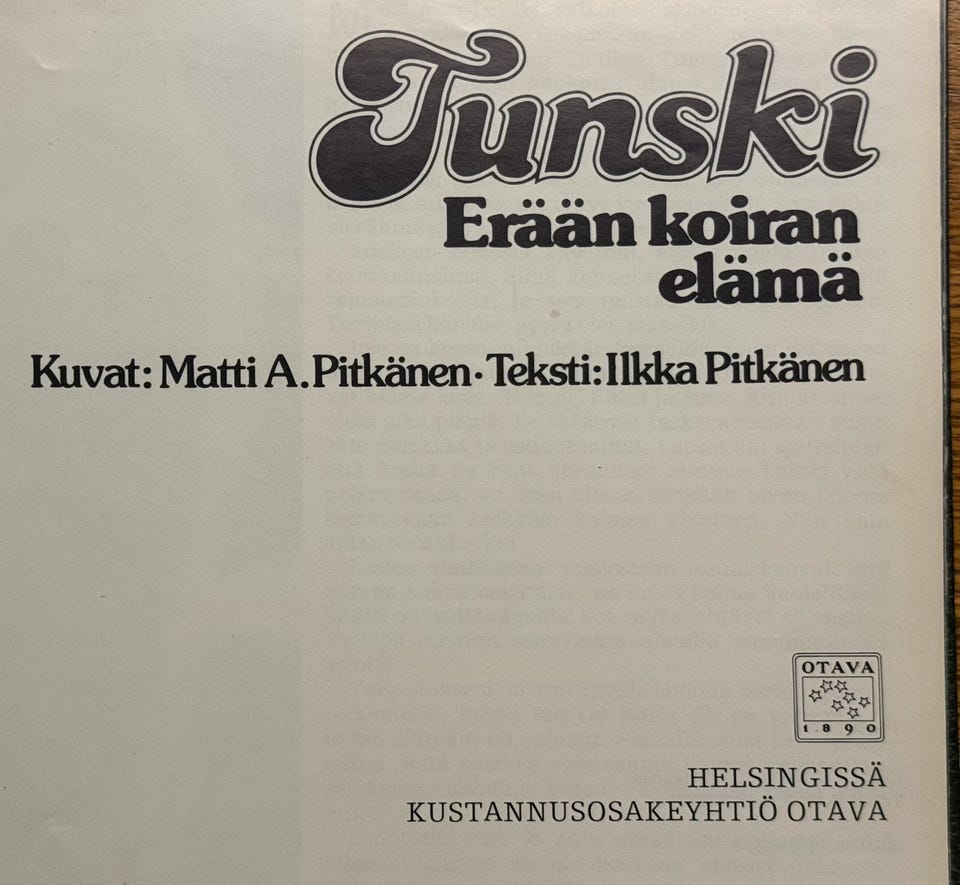 Tunski
Erään koiran
elämä
Kuvat: Matti A. Pitkänen · Teksti: Ilkka Pitkänen
OTAVA
1890
HELSINGISSÄ
KUSTANNUSOSAKEYHTIÖ OTAVA